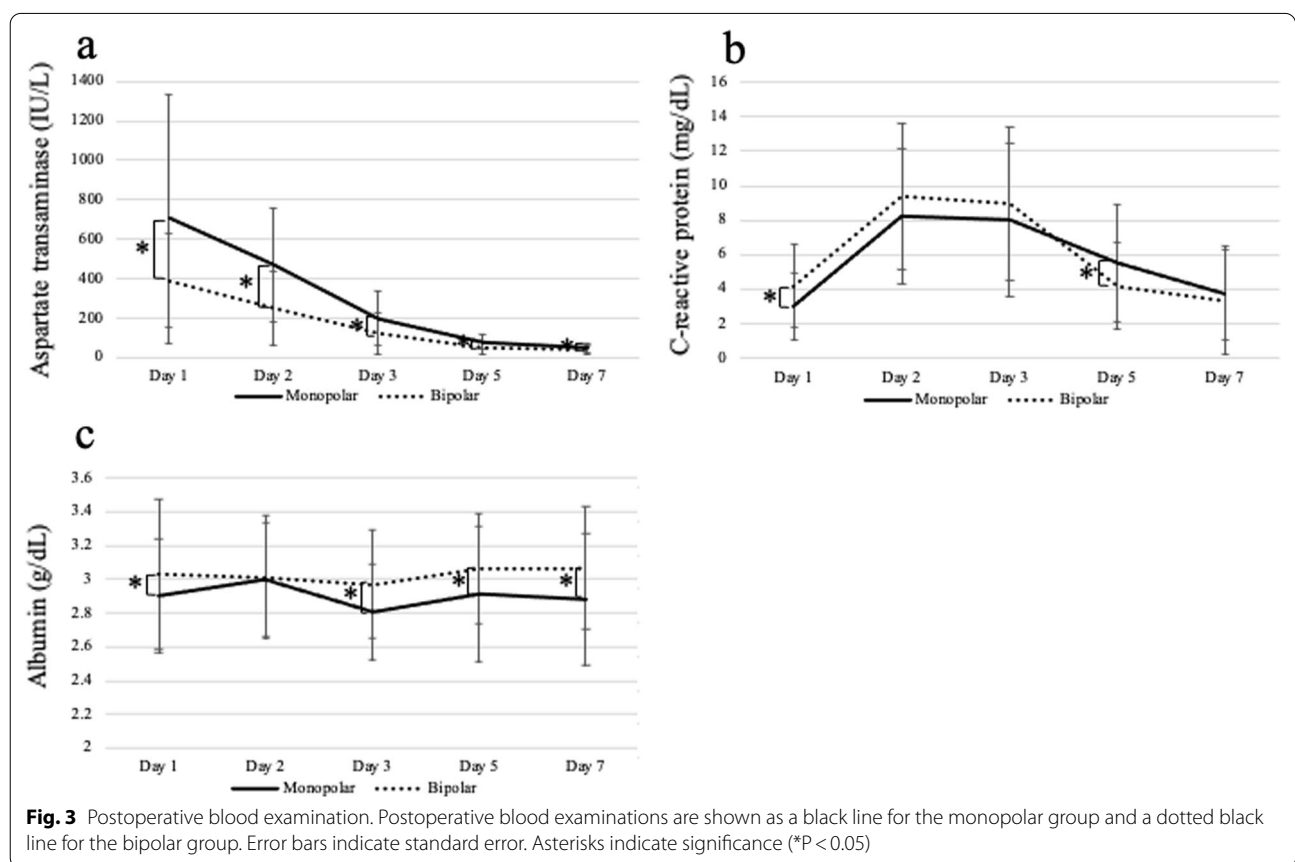 a
Aspartate transaminase (IU/L)
1400
1200
1000
800
600
400
200
0
*
*
*
*
*
Day 1 Day 2 Day 3 Day 5 Day 7
Monopolar Bipolar
b
C-reactive protein (mg/dL)
16
14
12
10
8
6
4
2
0
*
*
Day 1 Day 2 Day 3 Day 5 Day 7
Monopolar Bipolar
c
Albumin (g/dL)
3.6
3.4
3.2
3
2.8
2.6
2.4
2.2
2
*
*
*
*
Day 1 Day 2 Day 3 Day 5 Day 7
Monopolar Bipolar
Fig. 3 Postoperative blood examination. Postoperative blood examinations are shown as a black line for the monopolar group and a dotted black
line for the bipolar group. Error bars indicate standard error. Asterisks indicate significance (*P < 0.05)